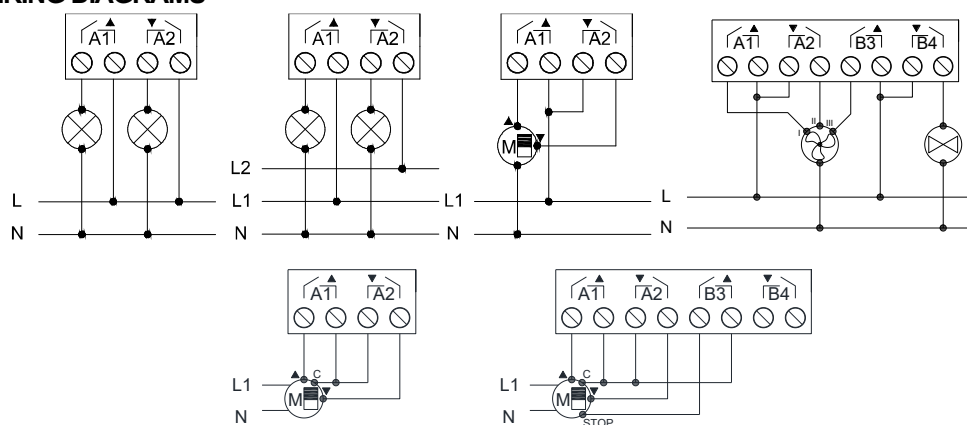 WIRING DIAGRAMS
A1 A2
A1 A2
A1 A2
A1 A2 B3 B4
I II III
M
L2
L L1 L1 L
N N N N
A1 A2
A1 A2 B3 B4
C C
L1 L1
M M
N N
STOP